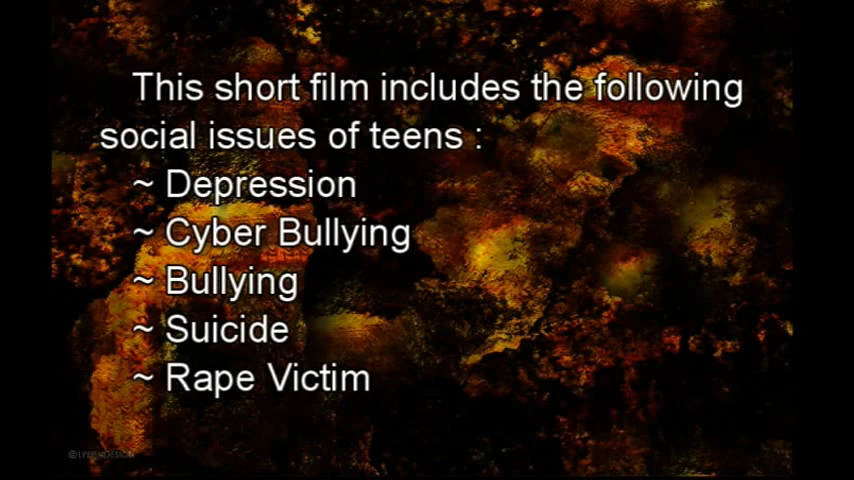 This short film includes the following
social issues of teens :
~ Depression
~ Cyber Bullying
~ Bullying
~ Suicide
~ Rape Victim